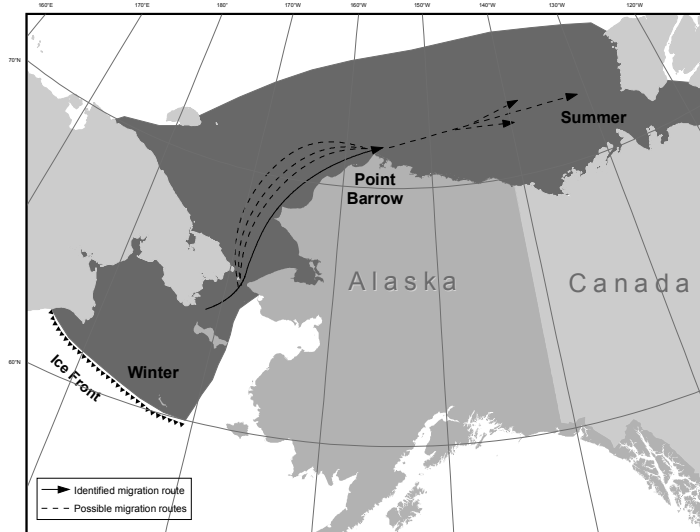 160°E
170°E
180°
170°W
160°W
150°W
140°W
130°W
120°W
70°N
Summer
Point
Barrow
Alaska
Canada
60°N
Winter
Ice Front
Identified migration route
Possible migration routes